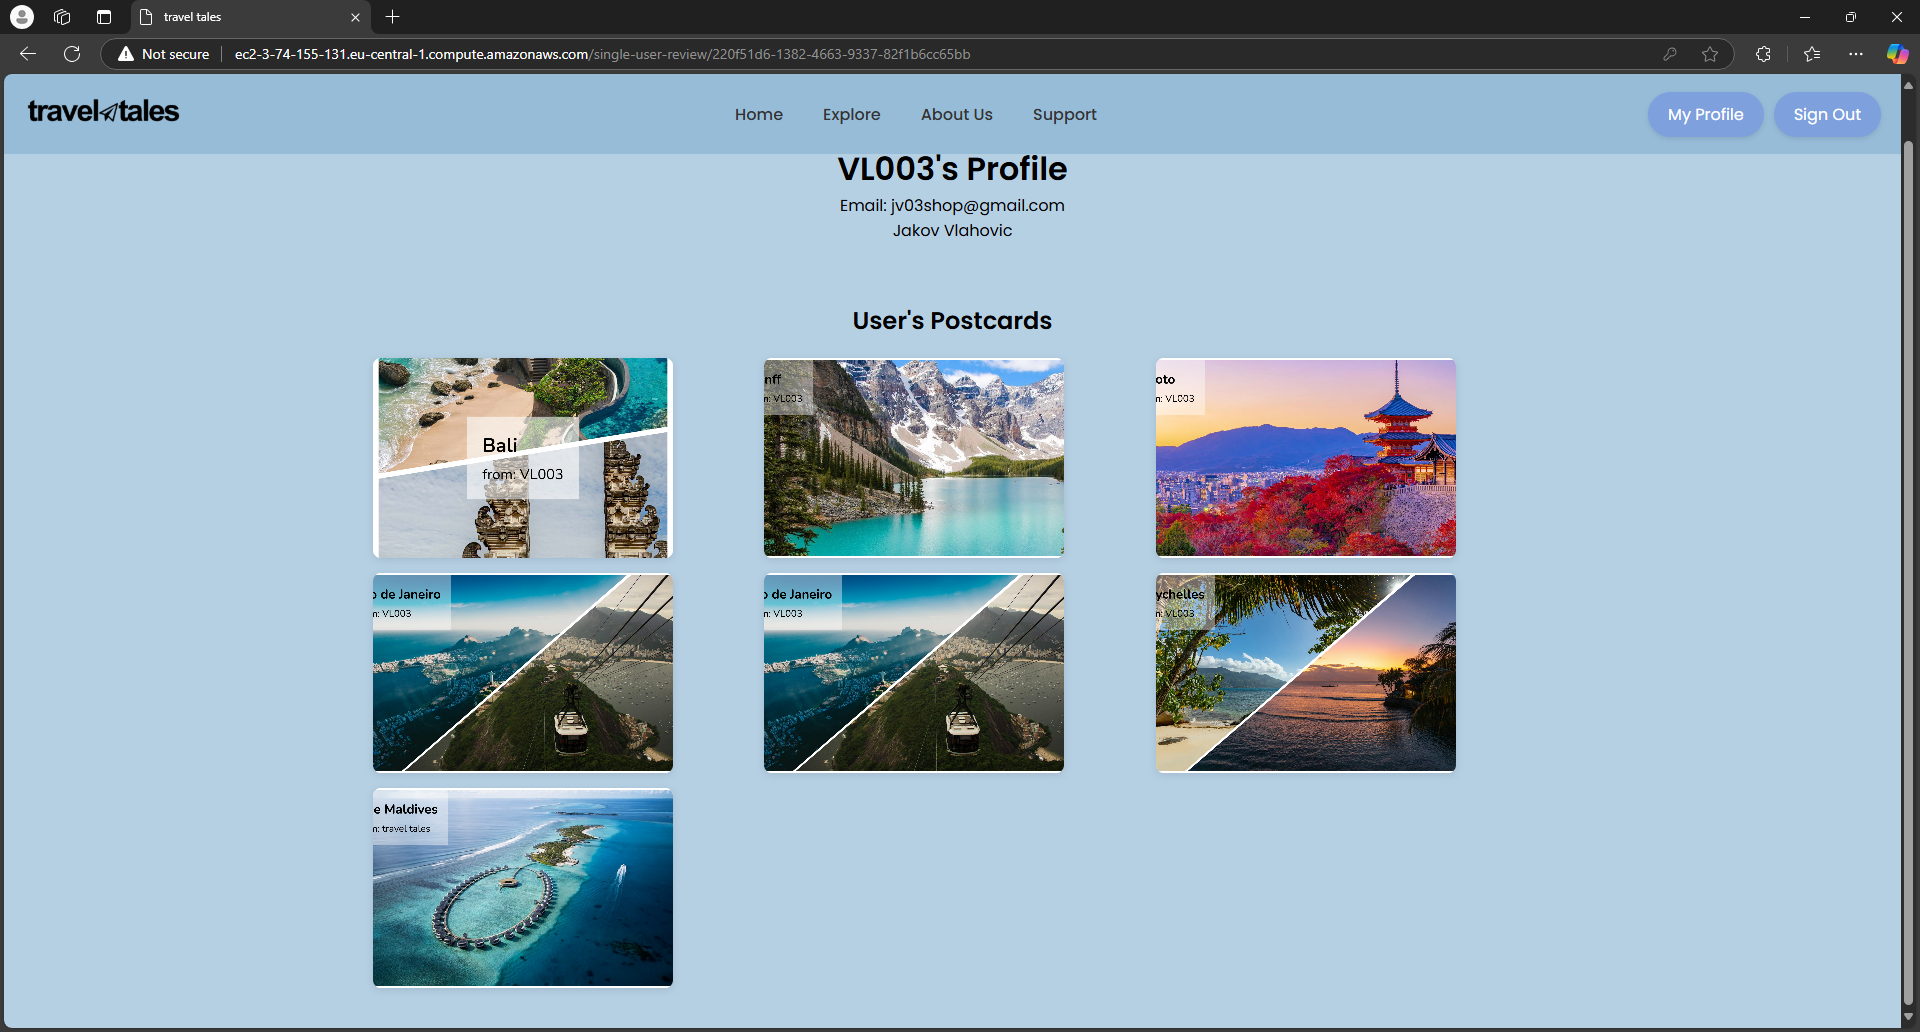 travel tales
Not secure
ec2-3-74-155-131.eu-central-1.compute.amazonaws.com/single-user-review/220f51d6-1382-4663-9337-82f1b6cc65bb
travel tales
Home
Explore
About Us
Support
My Profile
Sign Out
VL003's Profile
Email: jv03shop@gmail.com
Jakov Vlahovic
User's Postcards
Bali
from: VL003
nff
n: VL003
oto
n: VL003
o de Janeiro
n: VL003
o de Janeiro
n: VL003
ychelles
n: VL003
e Maldives
n: travel tales